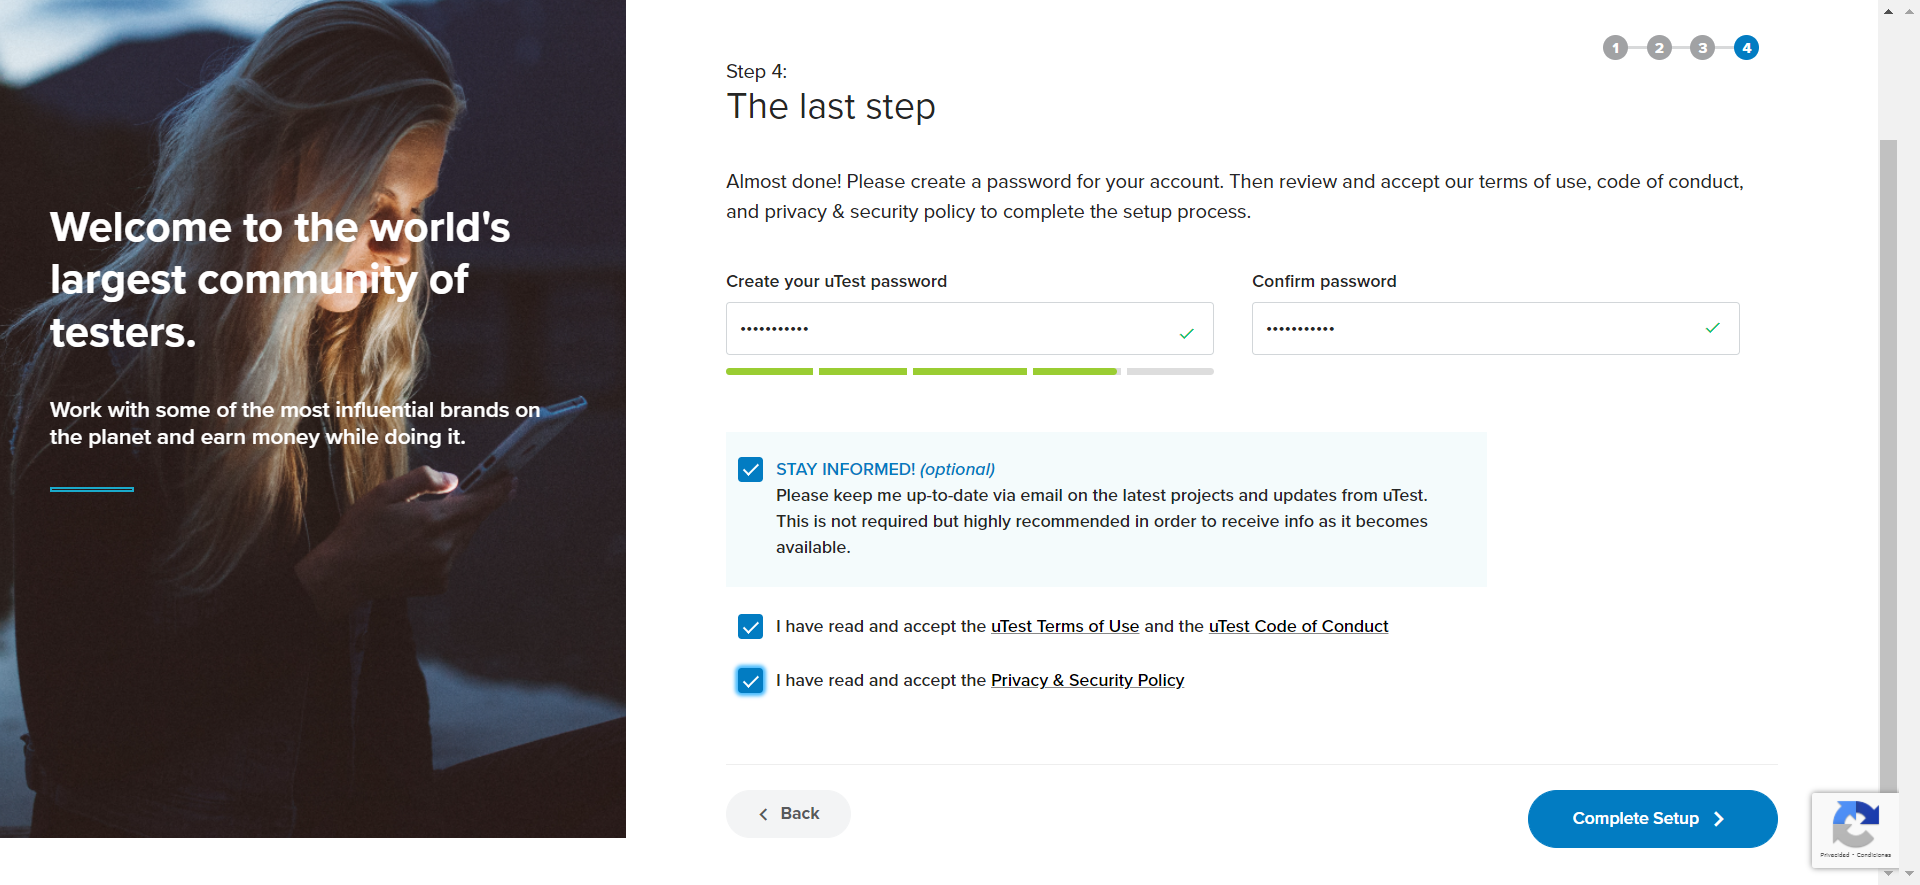 Welcome to the world's
largest community of
testers.
Work with some of the most influential brands on
the planet and earn money while doing it.
1 2 3 4
Step 4:
The last step
Almost done! Please create a password for your account. Then review and accept our terms of use, code of conduct,
and privacy & security policy to complete the setup process.
Create your uTest password
Confirm password
•••••••••••
•••••••••••
STAY INFORMED! (optional)
Please keep me up-to-date via email on the latest projects and updates from uTest.
This is not required but highly recommended in order to receive info as it becomes
available.
I have read and accept the uTest Terms of Use and the uTest Code of Conduct
I have read and accept the Privacy & Security Policy
Back
Complete Setup
Privacidad - Condiciones